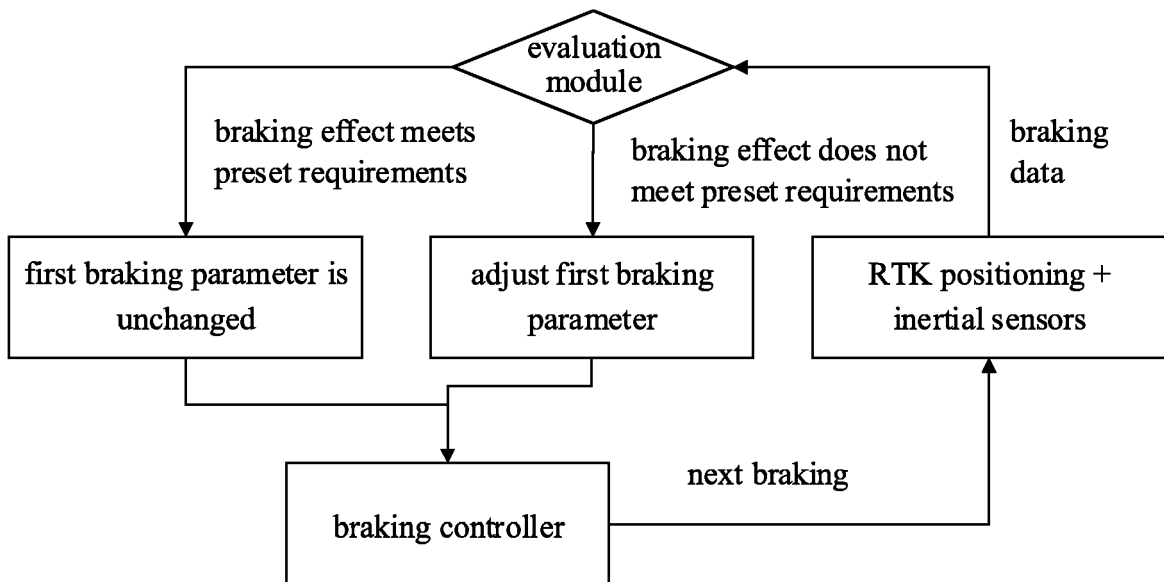 evaluation
module
braking effect meets
preset requirements
braking effect does not
meet preset requirements
braking
data
first braking parameter is
unchanged
adjust first braking
parameter
RTK positioning +
inertial sensors
next braking
braking controller